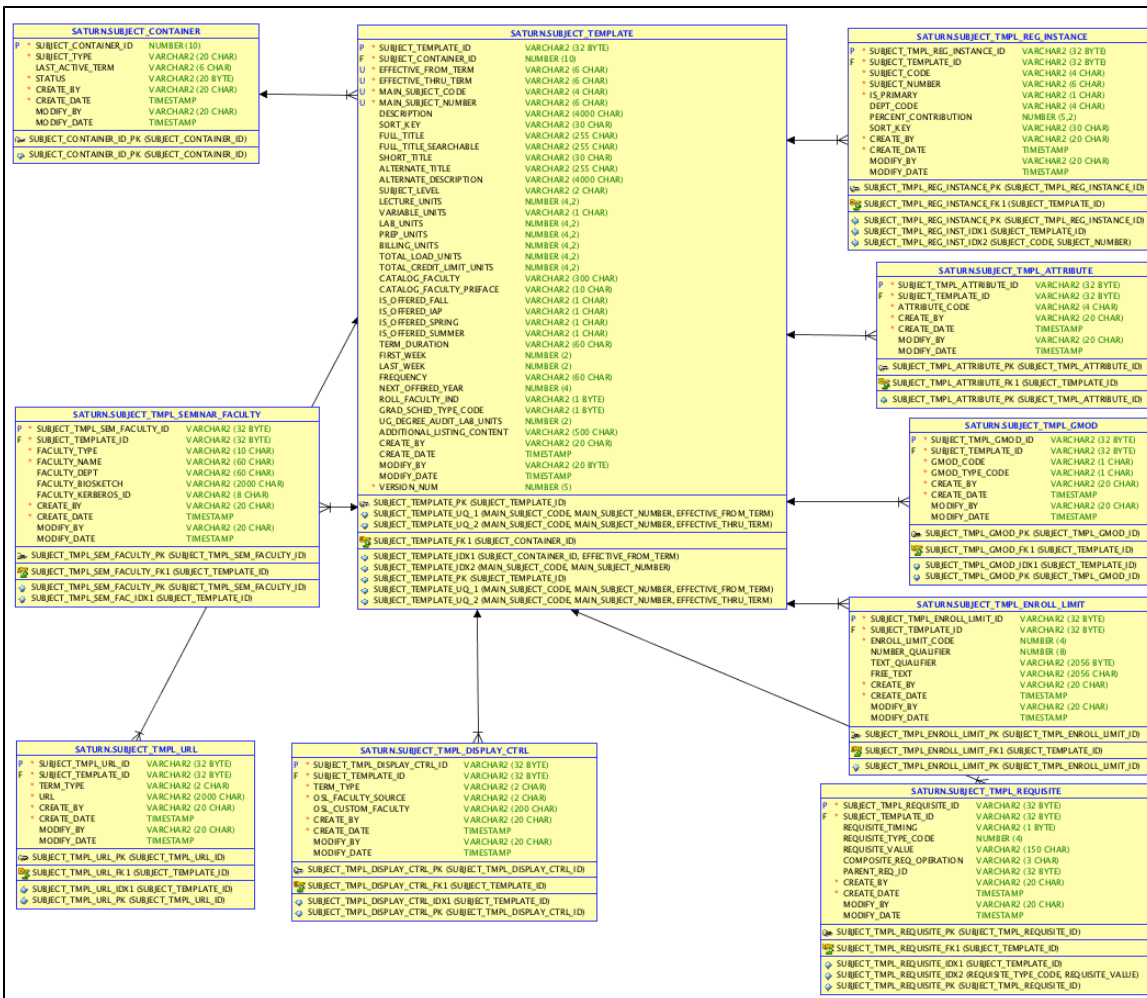 SATURN.SUBJECT_CONTAINER
P * SUBJECT_CONTAINER_ID NUMBER (10)
* SUBJECT_TYPE VARCHAR2 (20 CHAR)
LAST_ACTIVE_TERM VARCHAR2 (6 CHAR)
* STATUS VARCHAR2 (20 BYTE)
* CREATE_BY VARCHAR2 (20 CHAR)
* CREATE_DATE TIMESTAMP
MODIFY_BY VARCHAR2 (20 CHAR)
MODIFY_DATE TIMESTAMP
SUBJECT_CONTAINER_ID_PK (SUBJECT_CONTAINER_ID)
SUBJECT_CONTAINER_ID_PK (SUBJECT_CONTAINER_ID)
SATURN.SUBJECT_TEMPLATE
P * SUBJECT_TEMPLATE_ID VARCHAR2 (32 BYTE)
F * SUBJECT_CONTAINER_ID NUMBER (10)
U * EFFECTIVE_FROM_TERM VARCHAR2 (6 CHAR)
U * EFFECTIVE_THRU_TERM VARCHAR2 (6 CHAR)
U * MAIN_SUBJECT_CODE VARCHAR2 (4 CHAR)
U * MAIN_SUBJECT_NUMBER VARCHAR2 (6 CHAR)
DESCRIPTION VARCHAR2 (4000 CHAR)
SORT_KEY VARCHAR2 (30 CHAR)
FULL_TITLE VARCHAR2 (255 CHAR)
FULL_TITLE_SEARCHABLE VARCHAR2 (255 CHAR)
SHORT_TITLE VARCHAR2 (30 CHAR)
ALTERNATE_TITLE VARCHAR2 (255 CHAR)
ALTERNATE_DESCRIPTION VARCHAR2 (4000 CHAR)
SUBJECT_LEVEL VARCHAR2 (2 CHAR)
LECTURE_UNITS NUMBER (4,2)
VARIABLE_UNITS VARCHAR2 (1 CHAR)
LAB_UNITS NUMBER (4,2)
PREP_UNITS NUMBER (4,2)
BILLING_UNITS NUMBER (4,2)
TOTAL_LOAD_UNITS NUMBER (4,2)
TOTAL_CREDIT_LIMIT_UNITS NUMBER (4,2)
CATALOG_FACULTY VARCHAR2 (300 CHAR)
CATALOG_FACULTY_PREFACE VARCHAR2 (10 CHAR)
IS_OFFERED_FALL VARCHAR2 (1 CHAR)
IS_OFFERED_IAP VARCHAR2 (1 CHAR)
IS_OFFERED_SPRING VARCHAR2 (1 CHAR)
IS_OFFERED_SUMMER VARCHAR2 (1 CHAR)
TERM_DURATION VARCHAR2 (60 CHAR)
FIRST_WEEK NUMBER (2)
LAST_WEEK NUMBER (2)
FREQUENCY VARCHAR2 (60 CHAR)
NEXT_OFFERED_YEAR NUMBER (4)
ROLL_FACULTY_IND VARCHAR2 (1 BYTE)
GRAD_SCHED_TYPE_CODE VARCHAR2 (1 BYTE)
UG_DEGREE_AUDIT_LAB_UNITS NUMBER (2)
ADDITIONAL_LISTING_CONTENT VARCHAR2 (500 CHAR)
CREATE_BY VARCHAR2 (20 CHAR)
CREATE_DATE TIMESTAMP
MODIFY_BY VARCHAR2 (20 BYTE)
MODIFY_DATE TIMESTAMP
* VERSION_NUM NUMBER (5)
SUBJECT_TEMPLATE_PK (SUBJECT_TEMPLATE_ID)
SUBJECT_TEMPLATE_UQ_1 (MAIN_SUBJECT_CODE, MAIN_SUBJECT_NUMBER, EFFECTIVE_FROM_TERM)
SUBJECT_TEMPLATE_UQ_2 (MAIN_SUBJECT_CODE, MAIN_SUBJECT_NUMBER, EFFECTIVE_THRU_TERM)
SUBJECT_TEMPLATE_FK1 (SUBJECT_CONTAINER_ID)
SUBJECT_TEMPLATE_IDX1 (SUBJECT_CONTAINER_ID, EFFECTIVE_FROM_TERM)
SUBJECT_TEMPLATE_IDX2 (MAIN_SUBJECT_CODE, MAIN_SUBJECT_NUMBER)
SUBJECT_TEMPLATE_PK (SUBJECT_TEMPLATE_ID)
SUBJECT_TEMPLATE_UQ_1 (MAIN_SUBJECT_CODE, MAIN_SUBJECT_NUMBER, EFFECTIVE_FROM_TERM)
SUBJECT_TEMPLATE_UQ_2 (MAIN_SUBJECT_CODE, MAIN_SUBJECT_NUMBER, EFFECTIVE_THRU_TERM)
SATURN.SUBJECT_TMPL_REG_INSTANCE
P * SUBJECT_TMPL_REG_INSTANCE_ID VARCHAR2 (32 BYTE)
F * SUBJECT_TEMPLATE_ID VARCHAR2 (32 BYTE)
* SUBJECT_CODE VARCHAR2 (4 CHAR)
* SUBJECT_NUMBER VARCHAR2 (6 CHAR)
* IS_PRIMARY VARCHAR2 (1 CHAR)
DEPT_CODE VARCHAR2 (4 CHAR)
PERCENT_CONTRIBUTION NUMBER (5,2)
SORT_KEY VARCHAR2 (30 CHAR)
* CREATE_BY VARCHAR2 (20 CHAR)
* CREATE_DATE TIMESTAMP
MODIFY_BY VARCHAR2 (20 CHAR)
MODIFY_DATE TIMESTAMP
SUBJECT_TMPL_REG_INSTANCE_PK (SUBJECT_TMPL_REG_INSTANCE_ID)
SUBJECT_TMPL_REG_INSTANCE_FK1 (SUBJECT_TEMPLATE_ID)
SUBJECT_TMPL_REG_INSTANCE_PK (SUBJECT_TMPL_REG_INSTANCE_ID)
SUBJECT_TMPL_REG_INST_IDX1 (SUBJECT_TEMPLATE_ID)
SUBJECT_TMPL_REG_INST_IDX2 (SUBJECT_CODE, SUBJECT_NUMBER)
SATURN.SUBJECT_TMPL_ATTRIBUTE
P * SUBJECT_TMPL_ATTRIBUTE_ID VARCHAR2 (32 BYTE)
F * SUBJECT_TEMPLATE_ID VARCHAR2 (32 BYTE)
* ATTRIBUTE_CODE VARCHAR2 (4 CHAR)
* CREATE_BY VARCHAR2 (20 CHAR)
* CREATE_DATE TIMESTAMP
MODIFY_BY VARCHAR2 (20 CHAR)
MODIFY_DATE TIMESTAMP
SUBJECT_TMPL_ATTRIBUTE_PK (SUBJECT_TMPL_ATTRIBUTE_ID)
SUBJECT_TMPL_ATTRIBUTE_FK1 (SUBJECT_TEMPLATE_ID)
SUBJECT_TMPL_ATTRIBUTE_PK (SUBJECT_TMPL_ATTRIBUTE_ID)
SATURN.SUBJECT_TMPL_SEMINAR_FACULTY
P * SUBJECT_TMPL_SEM_FACULTY_ID VARCHAR2 (32 BYTE)
F * SUBJECT_TEMPLATE_ID VARCHAR2 (32 BYTE)
* FACULTY_TYPE VARCHAR2 (10 CHAR)
* FACULTY_NAME VARCHAR2 (60 CHAR)
FACULTY_DEPT VARCHAR2 (60 CHAR)
FACULTY_BIOSKETCH VARCHAR2 (2000 CHAR)
FACULTY_KERBEROS_ID VARCHAR2 (8 CHAR)
* CREATE_BY VARCHAR2 (20 CHAR)
* CREATE_DATE TIMESTAMP
MODIFY_BY VARCHAR2 (20 CHAR)
MODIFY_DATE TIMESTAMP
SUBJECT_TMPL_SEM_FACULTY_PK (SUBJECT_TMPL_SEM_FACULTY_ID)
SUBJECT_TMPL_SEM_FACULTY_FK1 (SUBJECT_TEMPLATE_ID)
SUBJECT_TMPL_SEM_FACULTY_PK (SUBJECT_TMPL_SEM_FACULTY_ID)
SUBJECT_TMPL_SEM_FAC_IDX1 (SUBJECT_TEMPLATE_ID)
SATURN.SUBJECT_TMPL_GMOD
P * SUBJECT_TMPL_GMOD_ID VARCHAR2 (32 BYTE)
F * SUBJECT_TEMPLATE_ID VARCHAR2 (32 BYTE)
* GMOD_CODE VARCHAR2 (1 CHAR)
* GMOD_TYPE_CODE VARCHAR2 (1 CHAR)
* CREATE_BY VARCHAR2 (20 CHAR)
* CREATE_DATE TIMESTAMP
MODIFY_BY VARCHAR2 (20 CHAR)
MODIFY_DATE TIMESTAMP
SUBJECT_TMPL_GMOD_PK (SUBJECT_TMPL_GMOD_ID)
SUBJECT_TMPL_GMOD_FK1 (SUBJECT_TEMPLATE_ID)
SUBJECT_TMPL_GMOD_IDX1 (SUBJECT_TEMPLATE_ID)
SUBJECT_TMPL_GMOD_PK (SUBJECT_TMPL_GMOD_ID)
SATURN.SUBJECT_TMPL_ENROLL_LIMIT
P * SUBJECT_TMPL_ENROLL_LIMIT_ID VARCHAR2 (32 BYTE)
F * SUBJECT_TEMPLATE_ID VARCHAR2 (32 BYTE)
* ENROLL_LIMIT_CODE NUMBER (4)
NUMBER_QUALIFIER NUMBER (8)
TEXT_QUALIFIER VARCHAR2 (2056 BYTE)
FREE_TEXT VARCHAR2 (2056 CHAR)
* CREATE_BY VARCHAR2 (20 CHAR)
* CREATE_DATE TIMESTAMP
MODIFY_BY VARCHAR2 (20 CHAR)
MODIFY_DATE TIMESTAMP
SUBJECT_TMPL_ENROLL_LIMIT_PK (SUBJECT_TMPL_ENROLL_LIMIT_ID)
SUBJECT_TMPL_ENROLL_LIMIT_FK1 (SUBJECT_TEMPLATE_ID)
SUBJECT_TMPL_ENROLL_LIMIT_PK (SUBJECT_TMPL_ENROLL_LIMIT_ID)
SATURN.SUBJECT_TMPL_URL
P * SUBJECT_TMPL_URL_ID VARCHAR2 (32 BYTE)
F * SUBJECT_TEMPLATE_ID VARCHAR2 (32 BYTE)
* TERM_TYPE VARCHAR2 (2 CHAR)
* URL VARCHAR2 (2000 CHAR)
* CREATE_BY VARCHAR2 (20 CHAR)
* CREATE_DATE TIMESTAMP
MODIFY_BY VARCHAR2 (20 CHAR)
MODIFY_DATE TIMESTAMP
SUBJECT_TMPL_URL_PK (SUBJECT_TMPL_URL_ID)
SUBJECT_TMPL_URL_FK1 (SUBJECT_TEMPLATE_ID)
SUBJECT_TMPL_URL_IDX1 (SUBJECT_TEMPLATE_ID)
SUBJECT_TMPL_URL_PK (SUBJECT_TMPL_URL_ID)
SATURN.SUBJECT_TMPL_DISPLAY_CTRL
P * SUBJECT_TMPL_DISPLAY_CTRL_ID VARCHAR2 (32 BYTE)
F * SUBJECT_TEMPLATE_ID VARCHAR2 (32 BYTE)
* TERM_TYPE VARCHAR2 (2 CHAR)
* OSL_FACULTY_SOURCE VARCHAR2 (2 CHAR)
OSL_CUSTOM_FACULTY VARCHAR2 (200 CHAR)
* CREATE_BY VARCHAR2 (20 CHAR)
* CREATE_DATE TIMESTAMP
MODIFY_BY VARCHAR2 (20 CHAR)
MODIFY_DATE TIMESTAMP
SUBJECT_TMPL_DISPLAY_CTRL_PK (SUBJECT_TMPL_DISPLAY_CTRL_ID)
SUBJECT_TMPL_DISPLAY_CTRL_FK1 (SUBJECT_TEMPLATE_ID)
SUBJECT_TMPL_DISPLAY_CTRL_IDX1 (SUBJECT_TEMPLATE_ID)
SUBJECT_TMPL_DISPLAY_CTRL_PK (SUBJECT_TMPL_DISPLAY_CTRL_ID)
SATURN.SUBJECT_TMPL_REQUISITE
P * SUBJECT_TMPL_REQUISITE_ID VARCHAR2 (32 BYTE)
F * SUBJECT_TEMPLATE_ID VARCHAR2 (32 BYTE)
REQUISITE_TIMING VARCHAR2 (1 BYTE)
REQUISITE_TYPE_CODE NUMBER (4)
REQUISITE_VALUE VARCHAR2 (150 CHAR)
COMPOSITE_REQ_OPERATION VARCHAR2 (3 CHAR)
PARENT_REQ_ID VARCHAR2 (32 BYTE)
* CREATE_BY VARCHAR2 (20 CHAR)
* CREATE_DATE TIMESTAMP
MODIFY_BY VARCHAR2 (20 CHAR)
MODIFY_DATE TIMESTAMP
SUBJECT_TMPL_REQUISITE_PK (SUBJECT_TMPL_REQUISITE_ID)
SUBJECT_TMPL_REQUISITE_FK1 (SUBJECT_TEMPLATE_ID)
SUBJECT_TMPL_REQUISITE_IDX1 (SUBJECT_TEMPLATE_ID)
SUBJECT_TMPL_REQUISITE_IDX2 (REQUISITE_TYPE_CODE, REQUISITE_VALUE)
SUBJECT_TMPL_REQUISITE_PK (SUBJECT_TMPL_REQUISITE_ID)